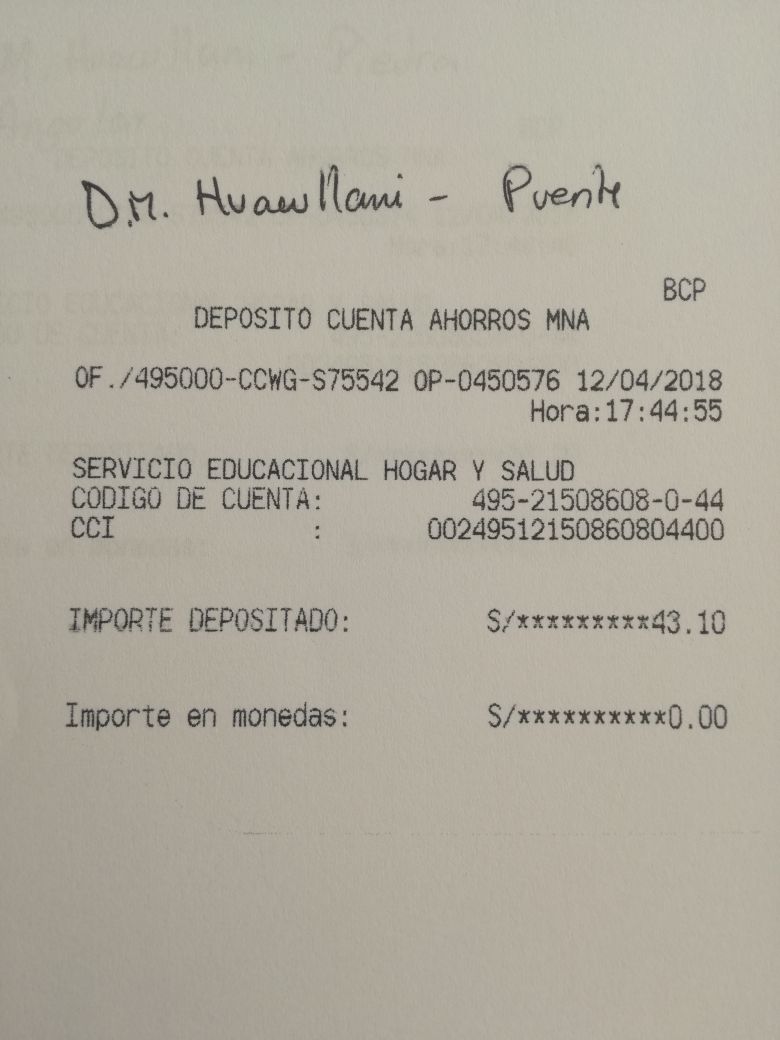 D.M. Huacullani - Puente
BCP
DEPOSITO CUENTA AHORROS MNA
OF./495000-CCWG-S75542 OP-0450576 12/04/2018
Hora:17:44:55
SERVICIO EDUCACIONAL HOGAR Y SALUD
CODIGO DE CUENTA: 495-21508608-0-44
CCI : 00249512150860804400
IMPORTE DEPOSITADO: S/*********43.10
Importe en monedas: S/**********0.00